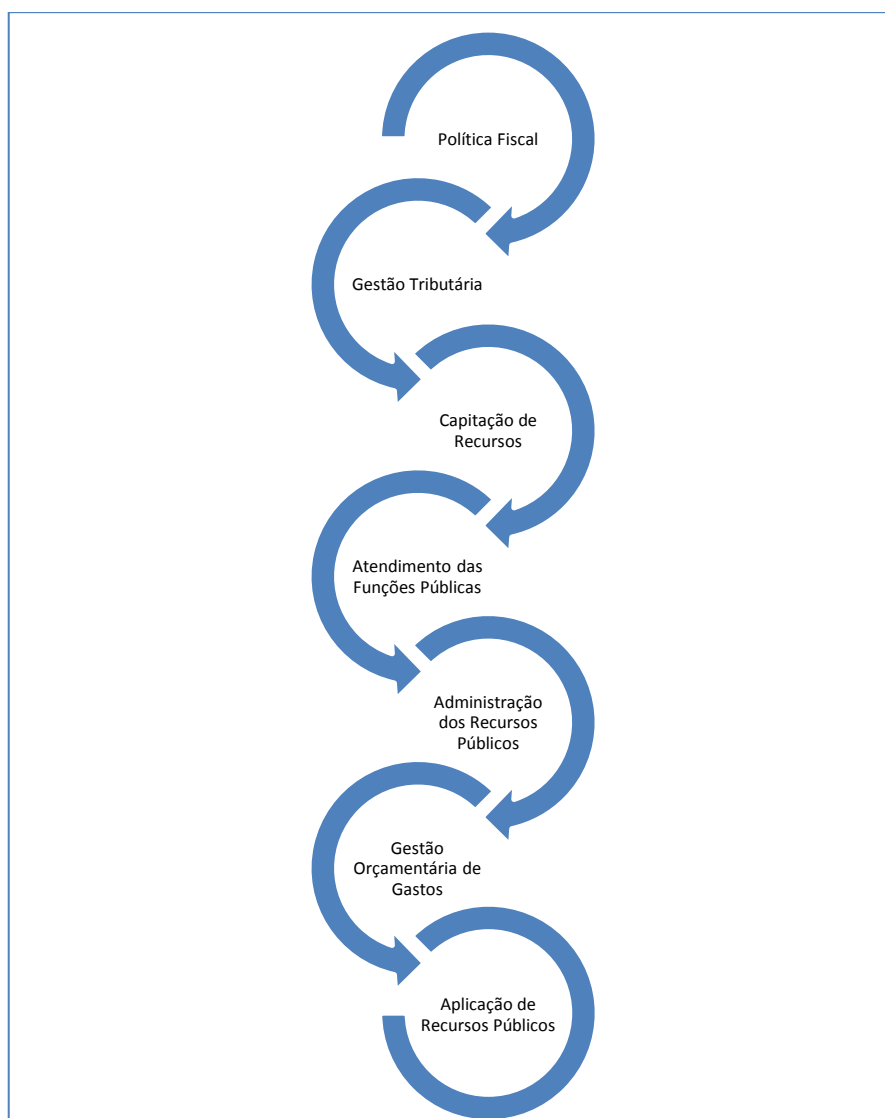 Política Fiscal
Gestão Tributária
Capitação de
Recursos
Atendimento das
Funções Públicas
Administração
dos Recursos
Públicos
Gestão
Orçamentária de
Gastos
Aplicação de
Recursos Públicos